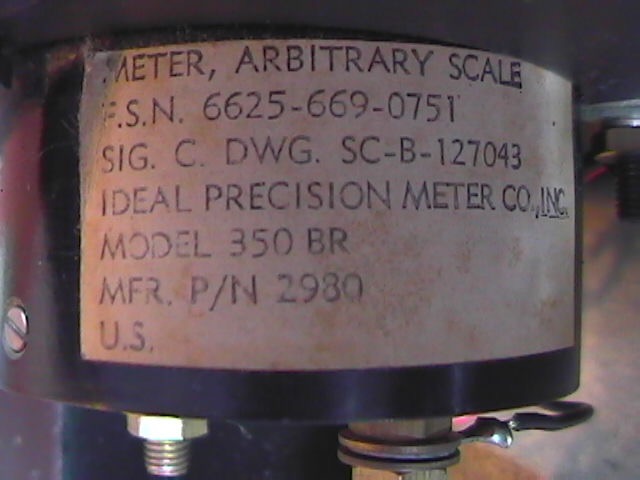 METER, ARBITRARY SCALE
F.S.N. 6625-669-0751
SIG. C. DWG. SC-B-127043
IDEAL PRECISION METER CO., INC.
MODEL 350 BR
MFR. P/N 2980
U.S.